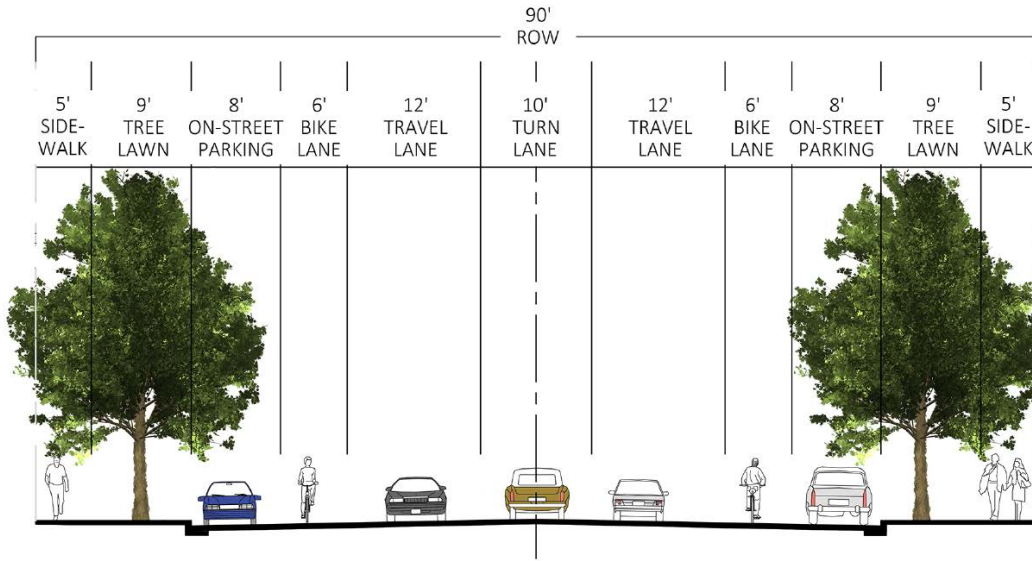 90'
ROW
5'
SIDE-
WALK
9'
TREE
LAWN
8'
ON-STREET
PARKING
6'
BIKE
LANE
12'
TRAVEL
LANE
10'
TURN
LANE
12'
TRAVEL
LANE
6'
BIKE
LANE
8'
ON-STREET
PARKING
9'
TREE
LAWN
5'
SIDE-
WALK